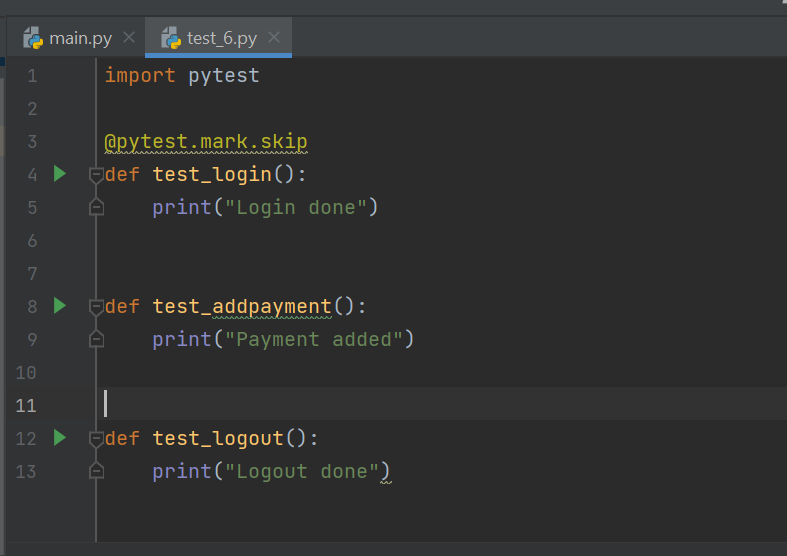 main.py test_6.py
1 import pytest
2
3 @pytest.mark.skip
4 def test_login():
5     print("Login done")
6
7
8 def test_addpayment():
9     print("Payment added")
10
11
12 def test_logout():
13     print("Logout done")